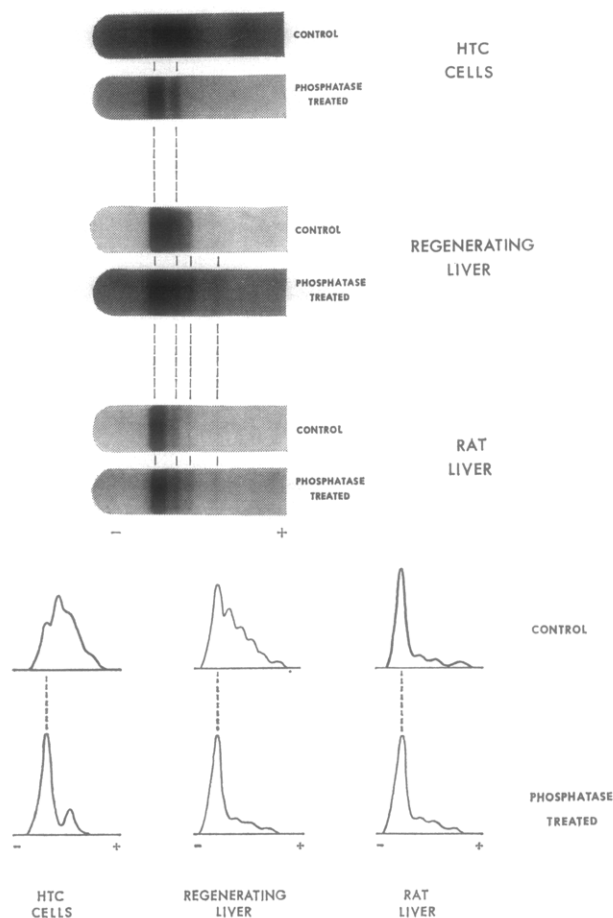 CONTROL
HTC
CELLS
PHOSPHATASE
TREATED
CONTROL
REGENERATING
LIVER
PHOSPHATASE
TREATED
CONTROL
RAT
LIVER
PHOSPHATASE
TREATED
- +
CONTROL
PHOSPHATASE
TREATED
- + - + - +
HTC
CELLS
REGENERATING
LIVER
RAT
LIVER